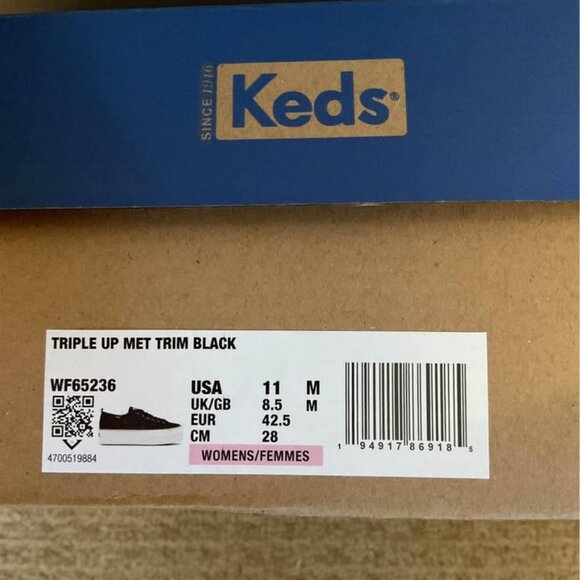 SINCE 1916
Keds®
TRIPLE UP MET TRIM BLACK
WF65236
USA 11 M
UK/GB 8.5 M
EUR 42.5
CM 28
WOMENS/FEMMES
4700519884
1 94917 86918 5